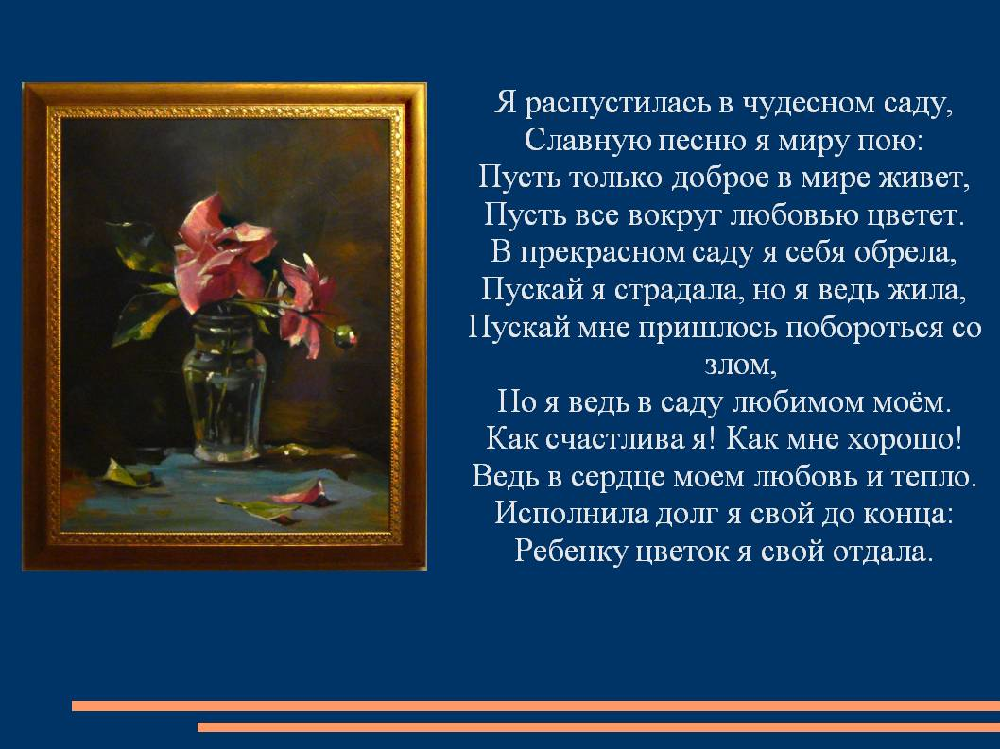 Я распустилась в чудесном саду,
Славную песню я миру пою:
Пусть только доброе в мире живет,
Пусть все вокруг любовью цветет.
В прекрасном саду я себя обрела,
Пускай я страдала, но я ведь жила,
Пускай мне пришлось побороться со
злом,
Но я ведь в саду любимом моём.
Как счастлива я! Как мне хорошо!
Ведь в сердце моем любовь и тепло.
Исполнила долг я свой до конца:
Ребенку цветок я свой отдала.